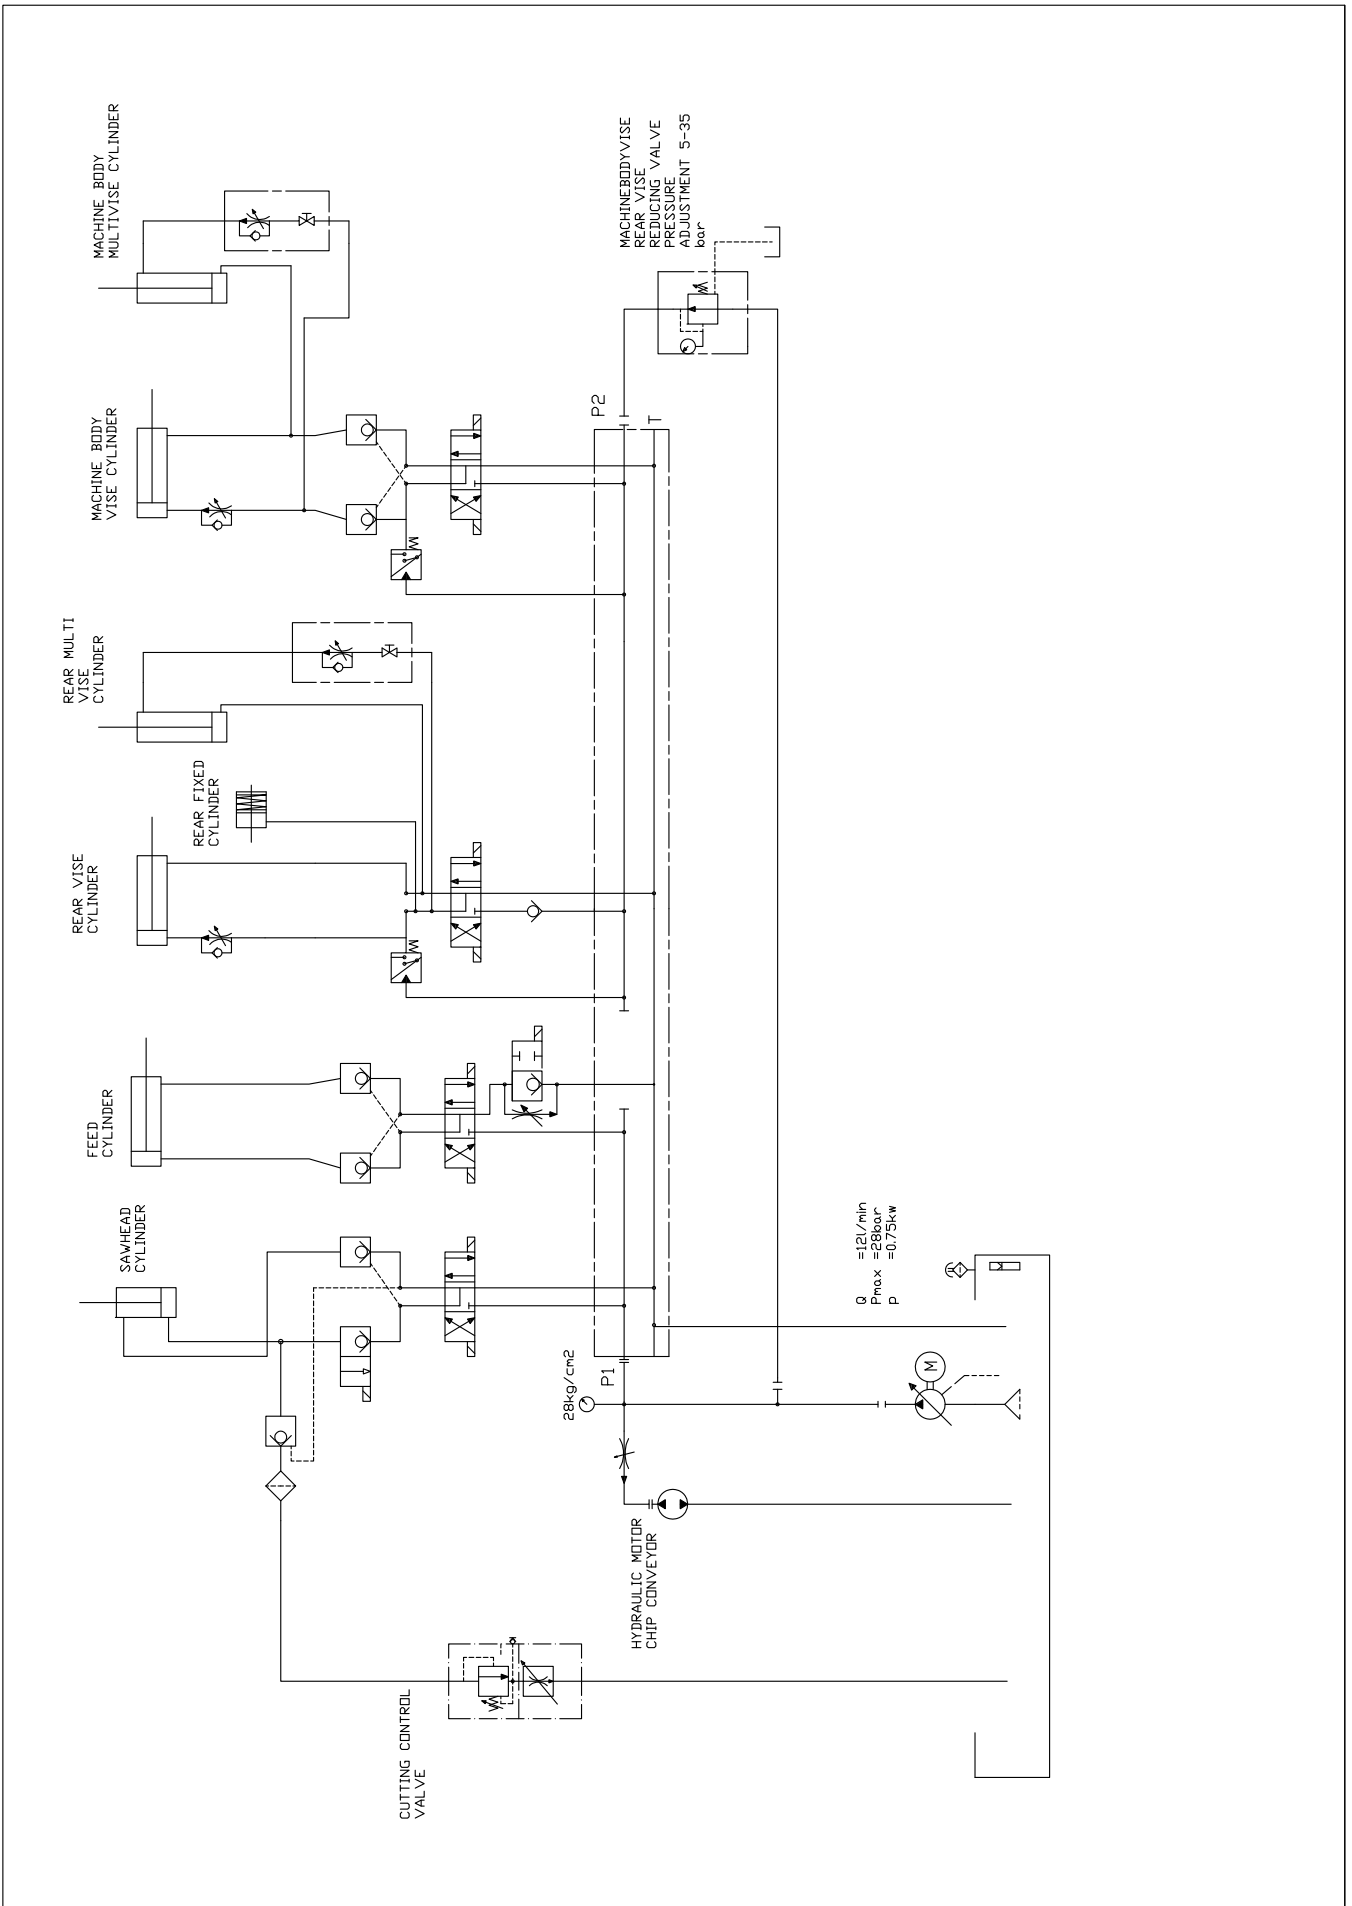 MACHINE BODY
MULTIVISE CYLINDER
MACHINE BODY
VISE CYLINDER
REAR MULTI
VISE
CYLINDER
REAR FIXED
CYLINDER
REAR VISE
CYLINDER
FEED
CYLINDER
SAWHEAD
CYLINDER
MACHINEBODYVISE
REAR VISE
REDUCING VALVE
PRESSURE
ADJUSTMENT 5-35
bar
P2
T
P1
28kg/cm2
Q =12l/min
Pmax =28bar
P =0.75kw
M
HYDRAULIC MOTOR
CHIP CONVEYOR
CUTTING CONTROL
VALVE